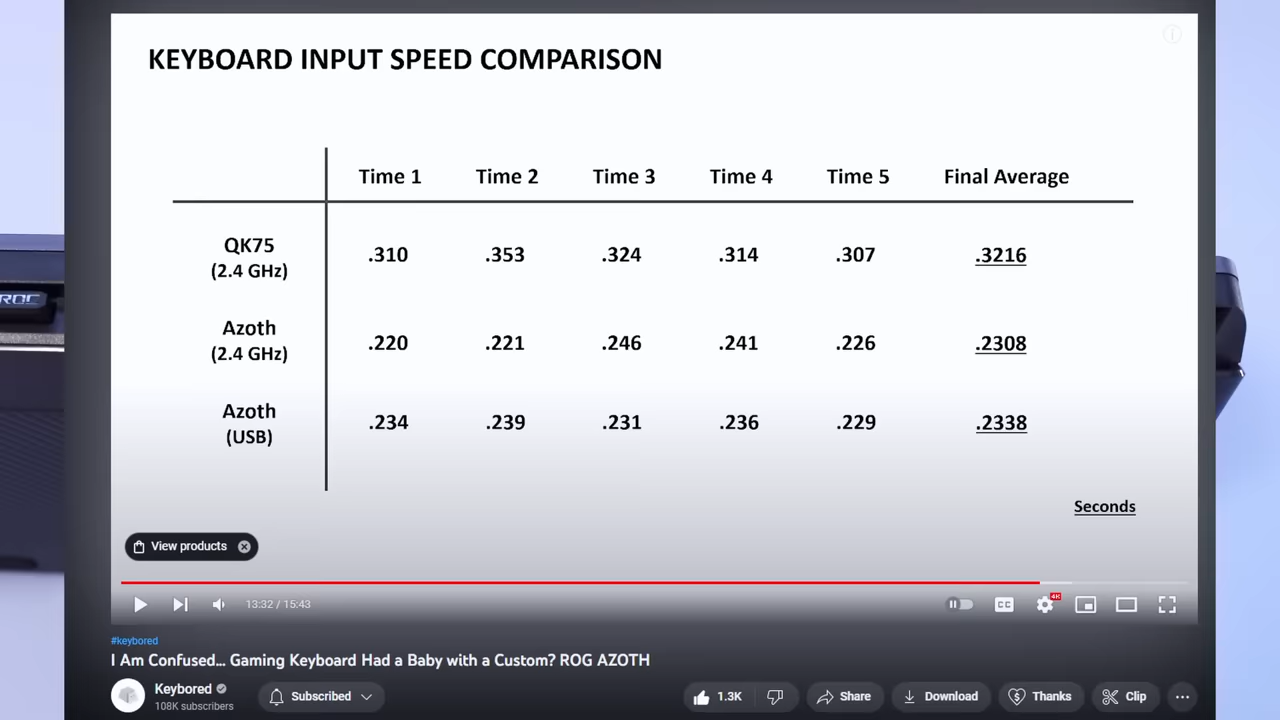 KEYBOARD INPUT SPEED COMPARISON
Time 1 Time 2 Time 3 Time 4 Time 5 Final Average
QK75
(2.4 GHz) .310 .353 .324 .314 .307 .3216
Azoth
(2.4 GHz) .220 .221 .246 .241 .226 .2308
Azoth
(USB) .234 .239 .231 .236 .229 .2338
Seconds
View products
13:32 / 15:43
CC
4K
#keybored
I Am Confused... Gaming Keyboard Had a Baby with a Custom? ROG AZOTH
Keybored
108K subscribers
Subscribed
1.3K
Share
Download
Thanks
Clip